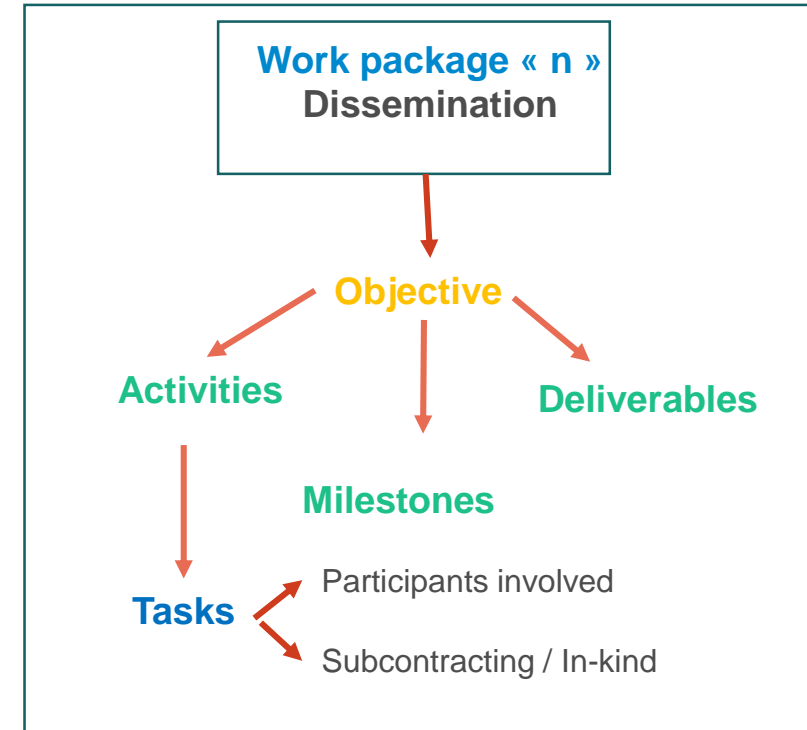 Work package « n »
Dissemination
Objective
Activities
Deliverables
Milestones
Participants involved
Tasks
Subcontracting / In-kind